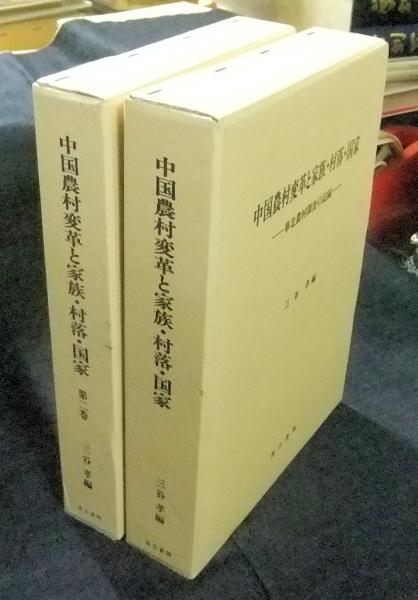 中国農村変革と家族・村落・国家 第二巻
三谷孝編
汲古書院
中国農村変革と家族・村落・国家
三谷孝編
汲古書院
中国農村変革と家族・村落・国家
―華北農村調査の記録―
三谷 孝 編
汲古書院